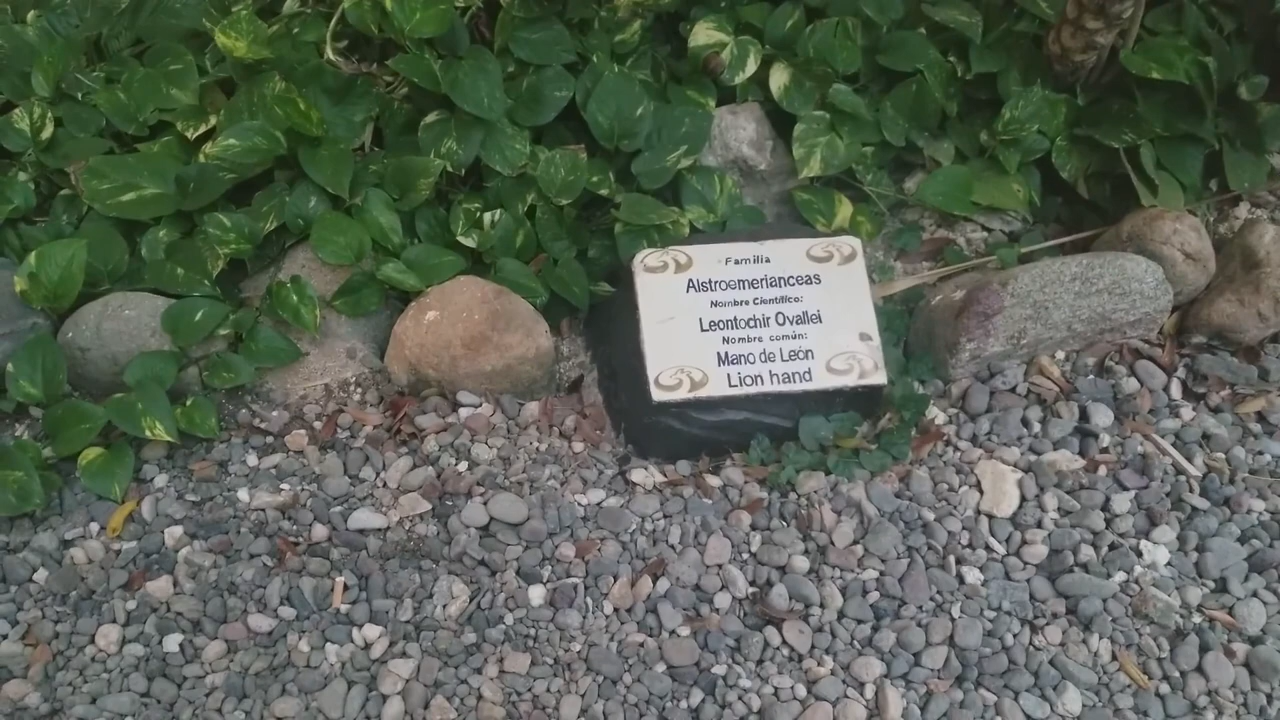 Familia
Alstroemerianceas
Nombre Científico:
Leontochir Ovallei
Nombre común:
Mano de León
Lion hand